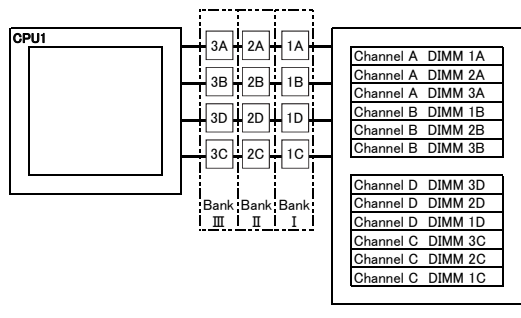 CPU1
3A 2A 1A
3B 2B 1B
3D 2D 1D
3C 2C 1C
Bank Bank Bank
Ⅲ Ⅱ Ⅰ
Channel A DIMM 1A
Channel A DIMM 2A
Channel A DIMM 3A
Channel B DIMM 1B
Channel B DIMM 2B
Channel B DIMM 3B
Channel D DIMM 3D
Channel D DIMM 2D
Channel D DIMM 1D
Channel C DIMM 3C
Channel C DIMM 2C
Channel C DIMM 1C